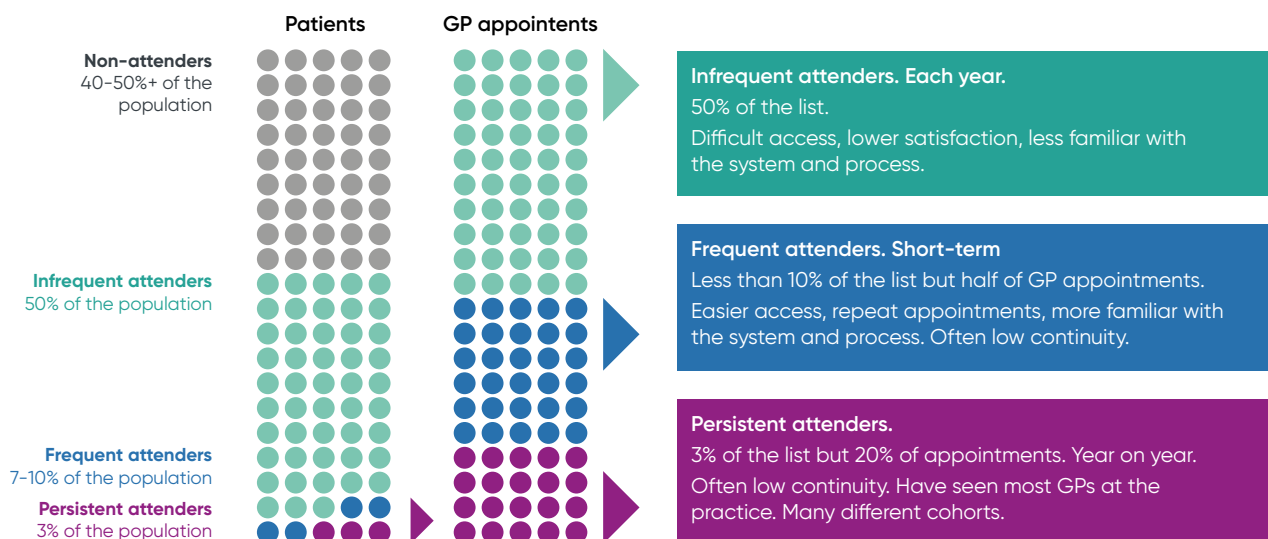 Patients
GP appointents
Non-attenders
40-50%+ of the
population
Infrequent attenders
50% of the population
Frequent attenders
7-10% of the population
Persistent attenders
3% of the population
Infrequent attenders. Each year.
50% of the list.
Difficult access, lower satisfaction, less familiar with
the system and process.
Frequent attenders. Short-term
Less than 10% of the list but half of GP appointments.
Easier access, repeat appointments, more familiar with
the system and process. Often low continuity.
Persistent attenders.
3% of the list but 20% of appointments. Year on year.
Often low continuity. Have seen most GPs at the
practice. Many different cohorts.